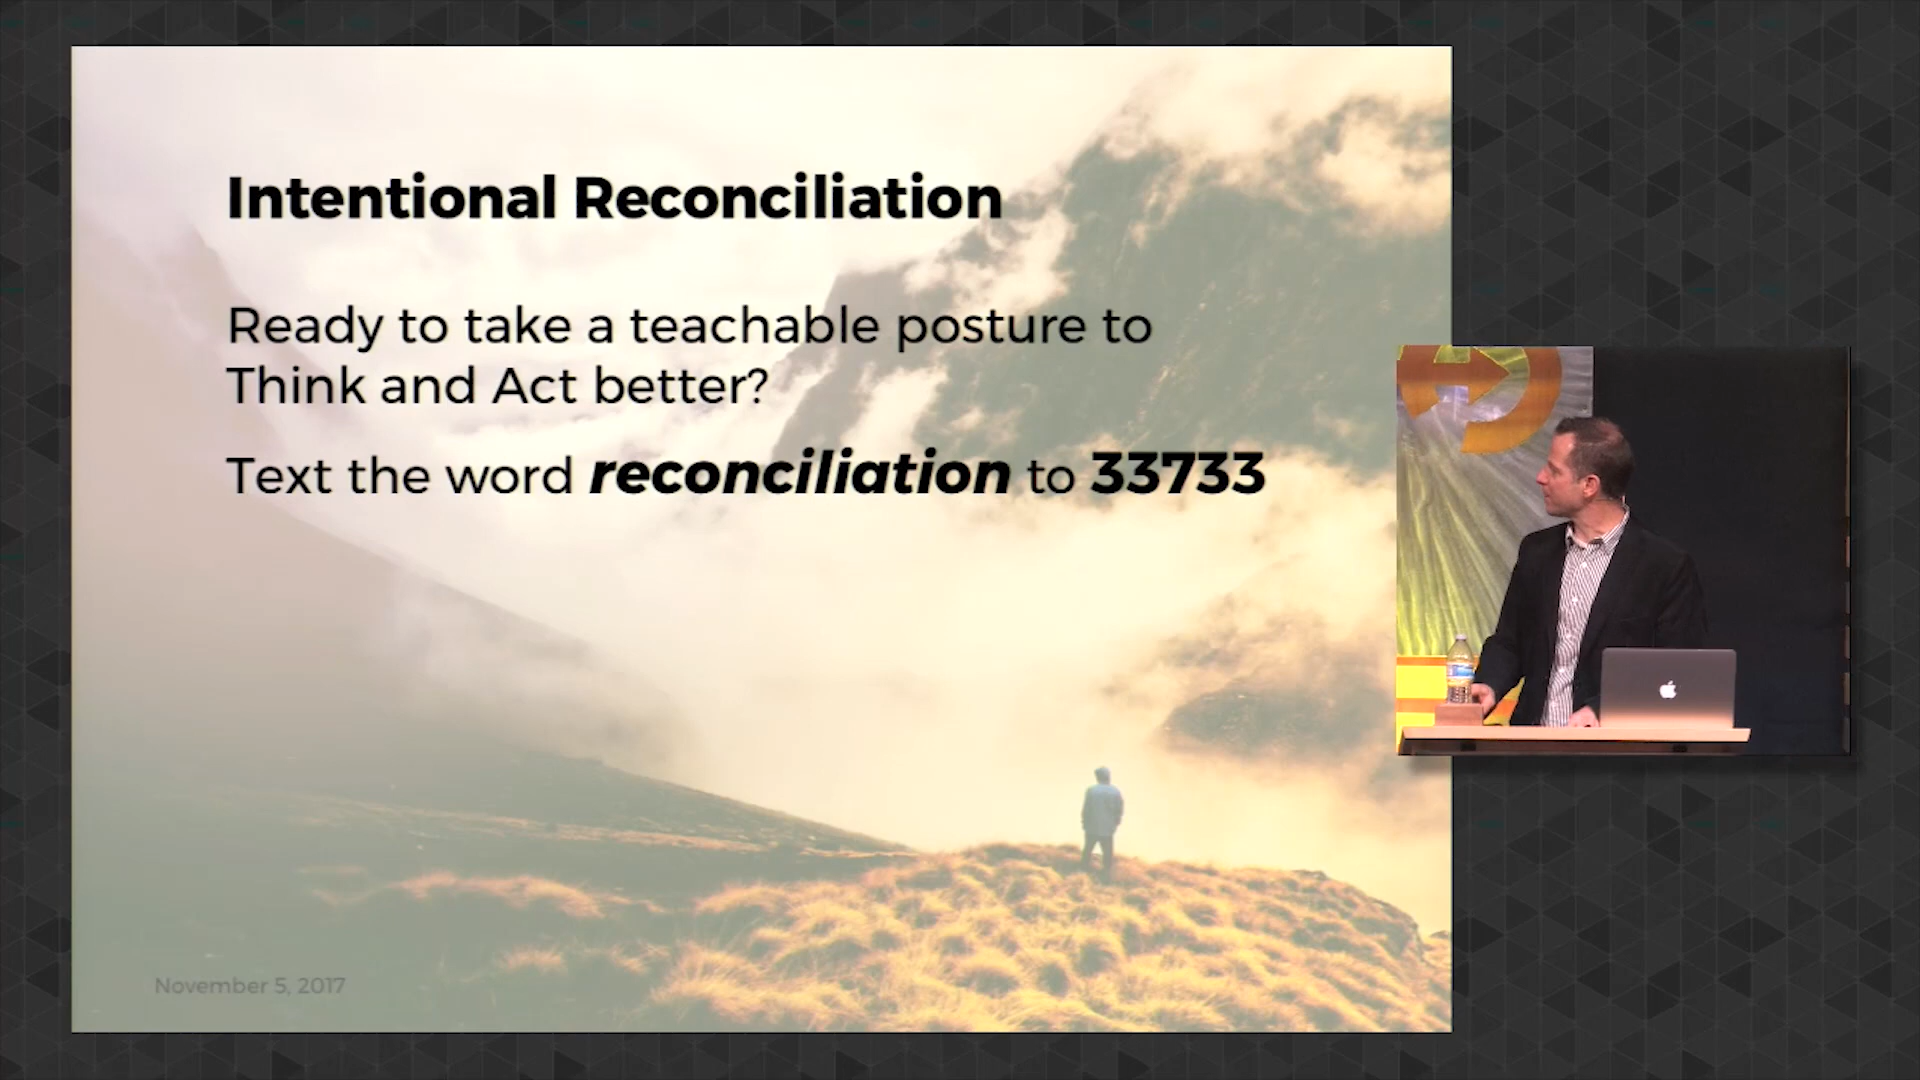 Intentional Reconciliation
Ready to take a teachable posture to
Think and Act better?
Text the word reconciliation to 33733
November 5, 2017